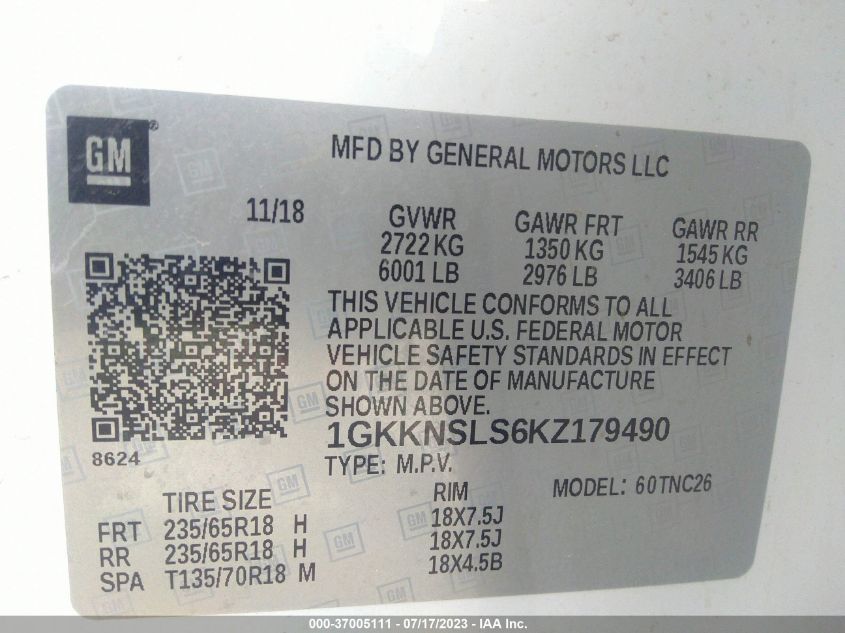 GM
MFD BY GENERAL MOTORS LLC
11/18
GVWR GAWR FRT GAWR RR
2722 KG 1350 KG 1545 KG
6001 LB 2976 LB 3406 LB
THIS VEHICLE CONFORMS TO ALL
APPLICABLE U.S. FEDERAL MOTOR
VEHICLE SAFETY STANDARDS IN EFFECT
ON THE DATE OF MANUFACTURE
SHOWN ABOVE.
1GKKNSLS6KZ179490
8624
TYPE: M.P.V.
MODEL: 60TNC26
TIRE SIZE RIM
FRT 235/65R18 H 18X7.5J
RR 235/65R18 H 18X7.5J
SPA T135/70R18 M 18X4.5B
000-37005111 - 07/17/2023 - IAA Inc.